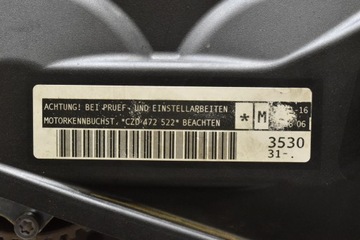 ACHTUNG! BEI PRUEF- UND EINSTELLARBEITEN
MOTORKENNBUCHST. "CZD 472 522" BEACHTEN
* M
-16
06
3530
31-.